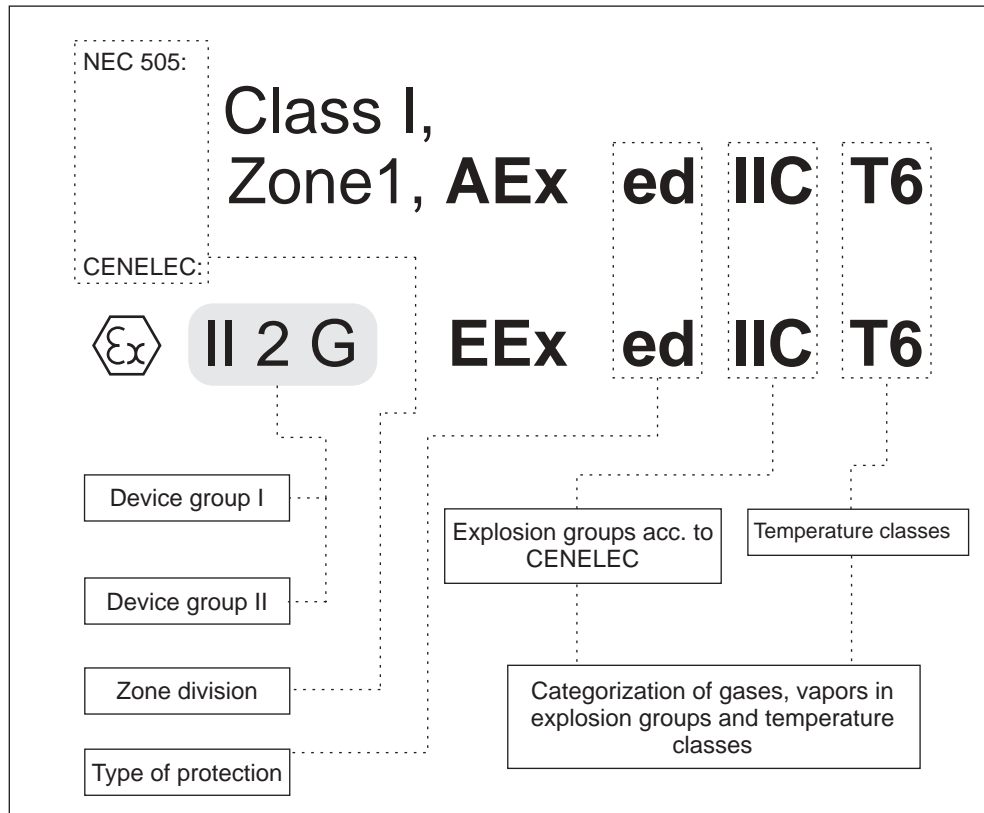 NEC 505:
Class I,
Zone1, AEx ed IIC T6
CENELEC:
Ex II 2 G EEx ed IIC T6
Device group I
Device group II
Zone division
Type of protection
Explosion groups acc. to
CENELEC
Temperature classes
Categorization of gases, vapors in
explosion groups and temperature
classes